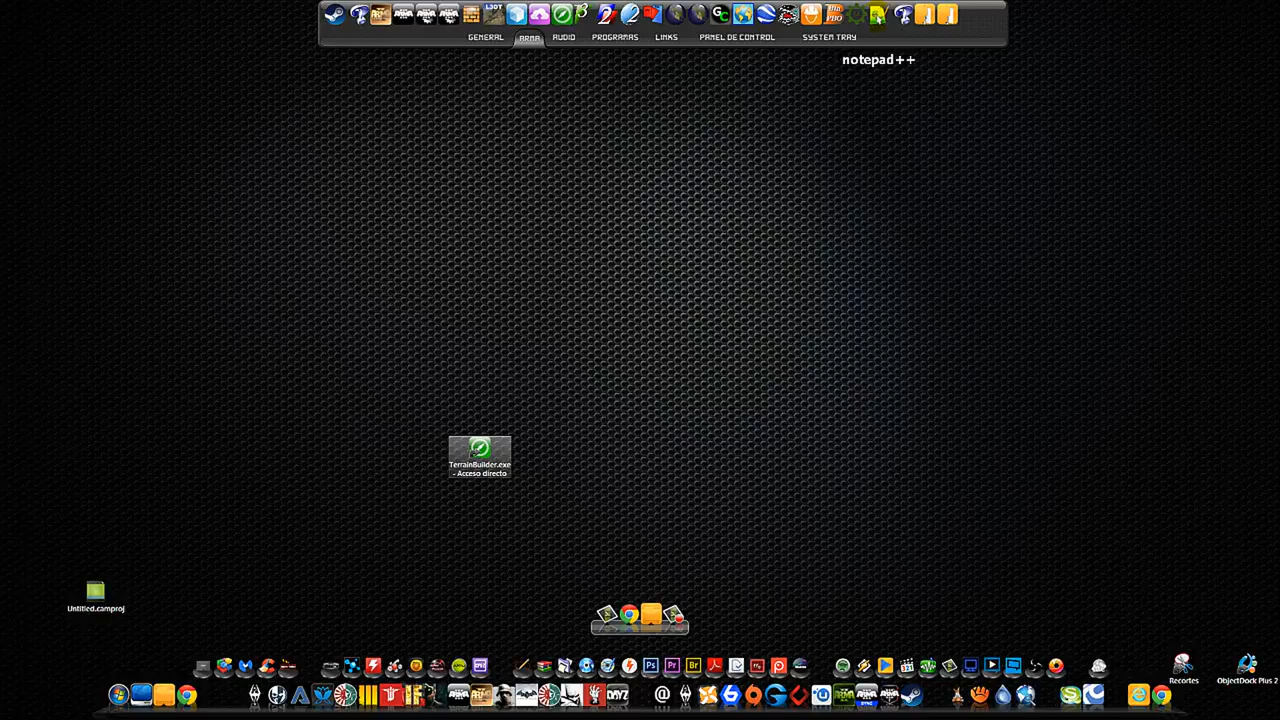 GENERAL ARMA AUDIO PROGRAMAS LINKS PANEL DE CONTROL SYSTEM TRAY
notepad++
TerrainBuilder.exe
- Acceso directo
Untitled.camproj
Recortes
ObjectDock Plus 2